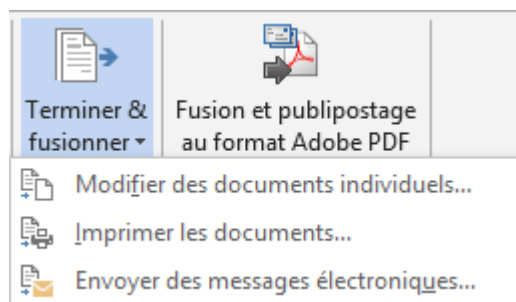 Terminer &
fusionner
Fusion et publipostage
au format Adobe PDF
Modifier des documents individuels...
Imprimer les documents...
Envoyer des messages électroniques...